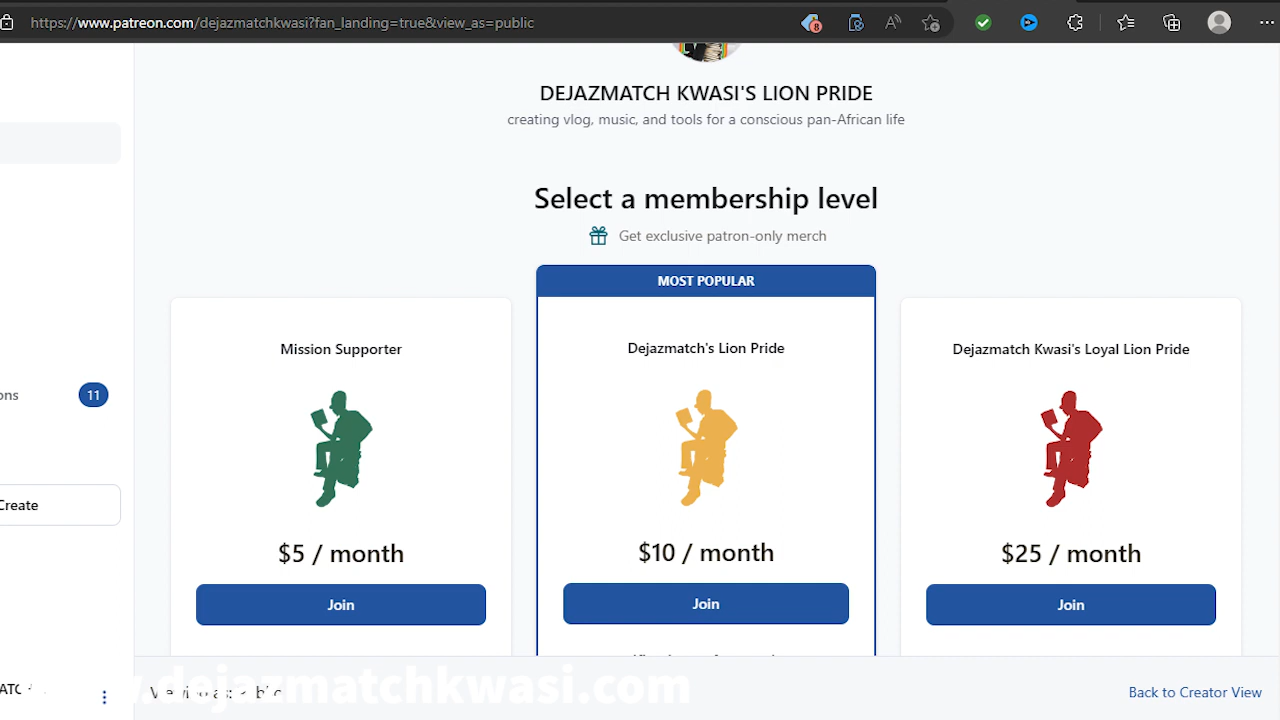 https://www.patreon.com/dejazmatchkwasi?fan_landing=true&view_as=public
8
DEJAZMATCH KWASI'S LION PRIDE
creating vlog, music, and tools for a conscious pan-African life
Select a membership level
Get exclusive patron-only merch
MOST POPULAR
Mission Supporter
Dejazmatch's Lion Pride
Dejazmatch Kwasi's Loyal Lion Pride
ons
11
Create
$5 / month
$10 / month
$25 / month
Join
Join
Join
.dejazmatchkwasi.com
Back to Creator View